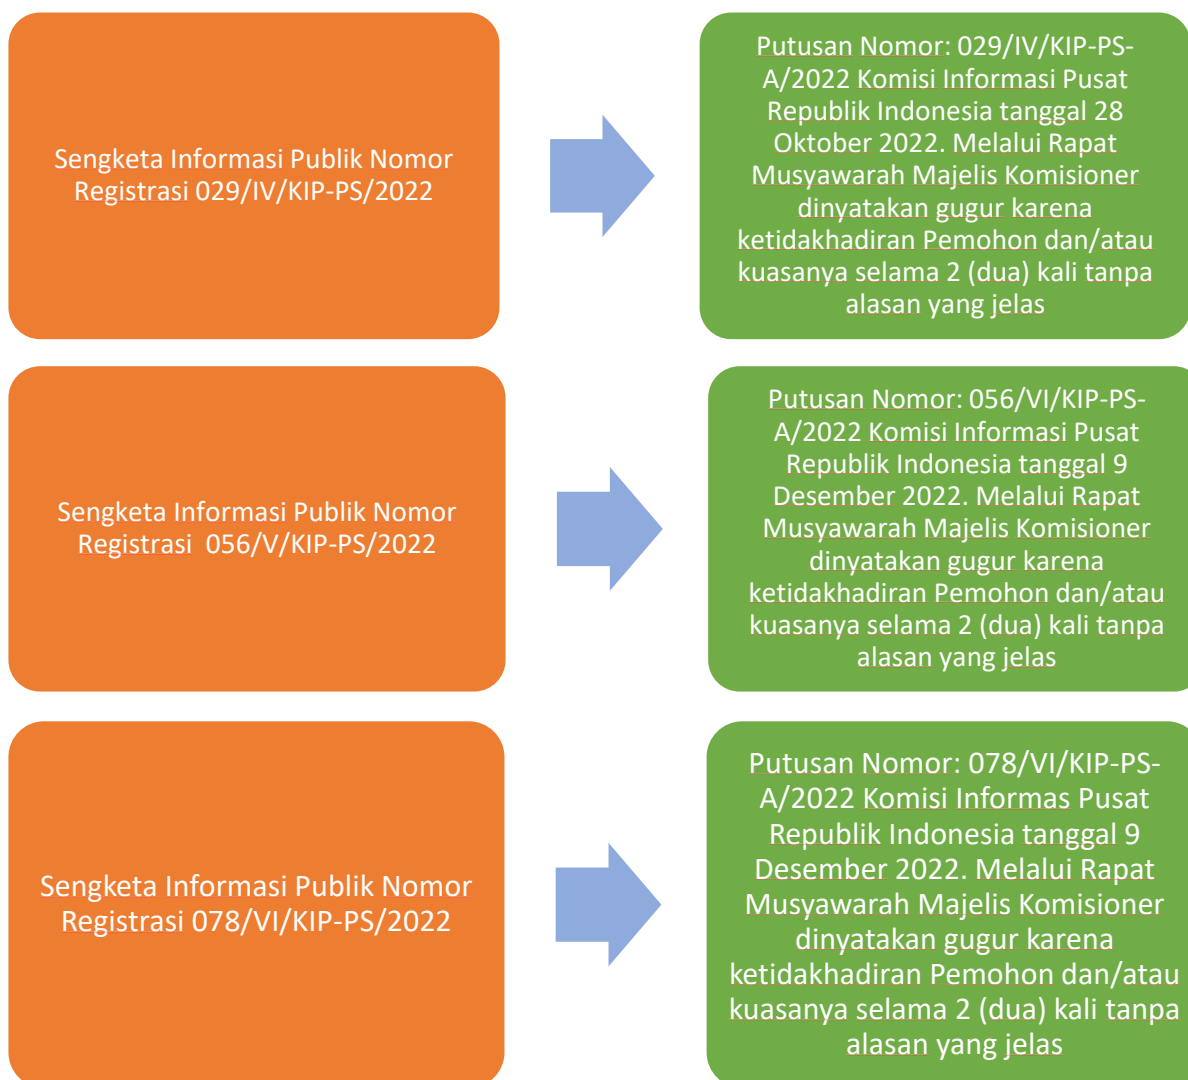 Sengketa Informasi Publik Nomor
Registrasi 029/IV/KIP-PS/2022
Putusan Nomor: 029/IV/KIP-PS-
A/2022 Komisi Informasi Pusat
Republik Indonesia tanggal 28
Oktober 2022. Melalui Rapat
Musyawarah Majelis Komisioner
dinyatakan gugur karena
ketidakhadiran Pemohon dan/atau
kuasanya selama 2 (dua) kali tanpa
alasan yang jelas
Sengketa Informasi Publik Nomor
Registrasi 056/V/KIP-PS/2022
Putusan Nomor: 056/VI/KIP-PS-
A/2022 Komisi Informasi Pusat
Republik Indonesia tanggal 9
Desember 2022. Melalui Rapat
Musyawarah Majelis Komisioner
dinyatakan gugur karena
ketidakhadiran Pemohon dan/atau
kuasanya selama 2 (dua) kali tanpa
alasan yang jelas
Sengketa Informasi Publik Nomor
Registrasi 078/VI/KIP-PS/2022
Putusan Nomor: 078/VI/KIP-PS-
A/2022 Komisi Informas Pusat
Republik Indonesia tanggal 9
Desember 2022. Melalui Rapat
Musyawarah Majelis Komisioner
dinyatakan gugur karena
ketidakhadiran Pemohon dan/atau
kuasanya selama 2 (dua) kali tanpa
alasan yang jelas